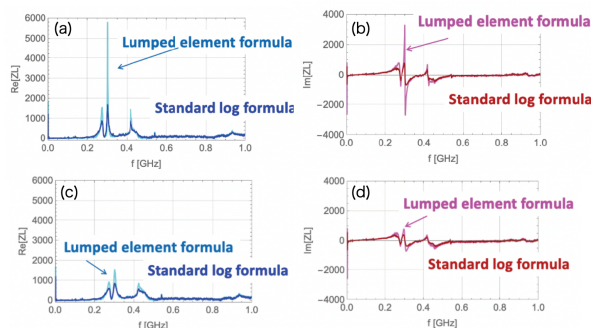 (a)
6000
5000
4000
3000
2000
1000
0
Re[ZL]
Lumped element formula
Standard log formula
0.0 0.2 0.4 0.6 0.8 1.0
f [GHz]
(b)
4000
2000
0
−2000
−4000
Im[ZL]
Lumped element formula
Standard log formula
0.0 0.2 0.4 0.6 0.8 1.0
f [GHz]
(c)
6000
5000
4000
3000
2000
1000
0
Re[ZL]
Lumped element formula
Standard log formula
0.0 0.2 0.4 0.6 0.8 1.0
f [GHz]
(d)
4000
2000
0
−2000
−4000
Im[ZL]
Lumped element formula
Standard log formula
0.0 0.2 0.4 0.6 0.8 1.0
f [GHz]